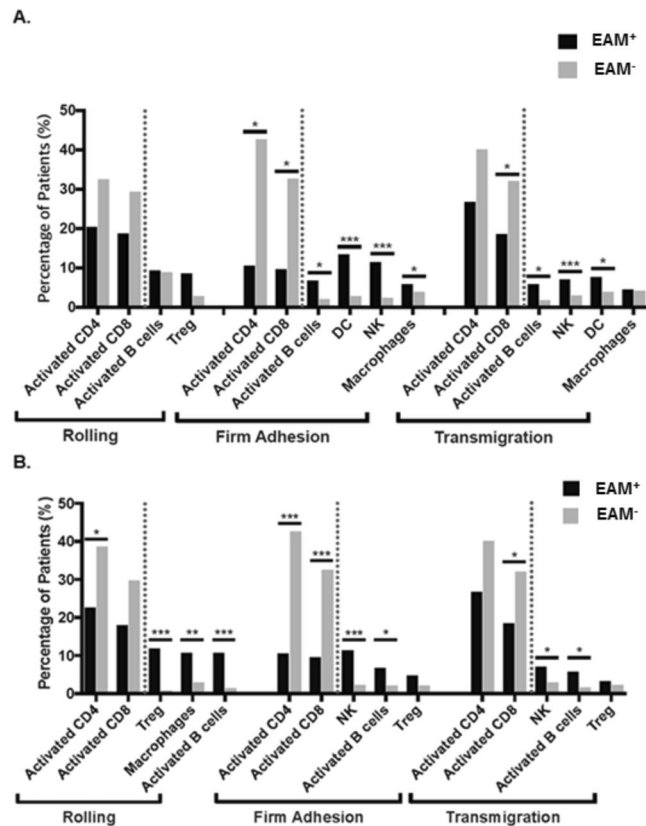 A.
EAM+
EAM-
Percentage of Patients (%)
50
40
30
20
10
0
* * * *** *** * * * *** *
Activated CD4
Activated CD8
Activated B cells
Treg
Activated CD4
Activated CD8
Activated B cells
DC
NK
Macrophages
Activated CD4
Activated CD8
Activated B cells
NK
DC
Macrophages
Rolling
Firm Adhesion
Transmigration
B.
EAM+
EAM-
Percentage of Patients (%)
50
40
30
20
10
0
* *** ** *** *** *** *** * * * *
Activated CD4
Activated CD8
Treg
Macrophages
Activated B cells
Activated CD4
Activated CD8
NK
Activated B cells
Treg
Activated CD4
Activated CD8
NK
Activated B cells
Treg
Rolling
Firm Adhesion
Transmigration